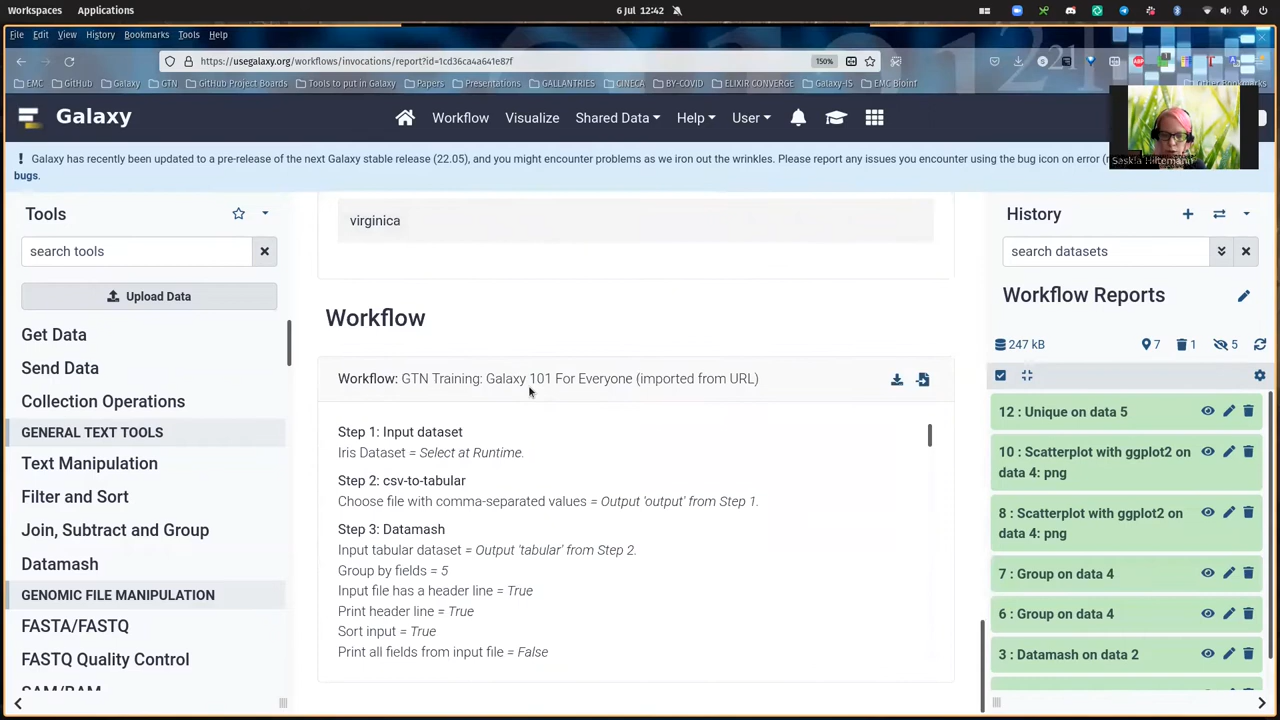 Workspaces Applications 6 Jul 12:42
File Edit View History Bookmarks Tools Help
https://usegalaxy.org/workflows/invocations/report?id=1cd36ca4a641e87f 150%
EMC GitHub Galaxy GTN GitHub Project Boards Tools to put in Galaxy Papers Presentations GALLANTRIES CINECA BY-COVID ELIXIR CONVERGE Galaxy-IS EMC Bioinf Other Bookmarks
Galaxy Workflow Visualize Shared Data Help User
Saskia Hiltemann
! Galaxy has recently been updated to a pre-release of the next Galaxy stable release (22.05), and you might encounter problems as we iron out the wrinkles. Please report any issues you encounter using the bug icon on error
bugs.
Tools
search tools
Upload Data
Get Data
Send Data
Collection Operations
GENERAL TEXT TOOLS
Text Manipulation
Filter and Sort
Join, Subtract and Group
Datamash
GENOMIC FILE MANIPULATION
FASTA/FASTQ
FASTQ Quality Control
SAM/BAM
virginica
Workflow
Workflow: GTN Training: Galaxy 101 For Everyone (imported from URL)
Step 1: Input dataset
Iris Dataset = Select at Runtime.
Step 2: csv-to-tabular
Choose file with comma-separated values = Output 'output' from Step 1.
Step 3: Datamash
Input tabular dataset = Output 'tabular' from Step 2.
Group by fields = 5
Input file has a header line = True
Print header line = True
Sort input = True
Print all fields from input file = False
History
search datasets
Workflow Reports
247 kB 7 1 5
12 : Unique on data 5
10 : Scatterplot with ggplot2 on
data 4: png
8 : Scatterplot with ggplot2 on
data 4: png
7 : Group on data 4
6 : Group on data 4
3 : Datamash on data 2